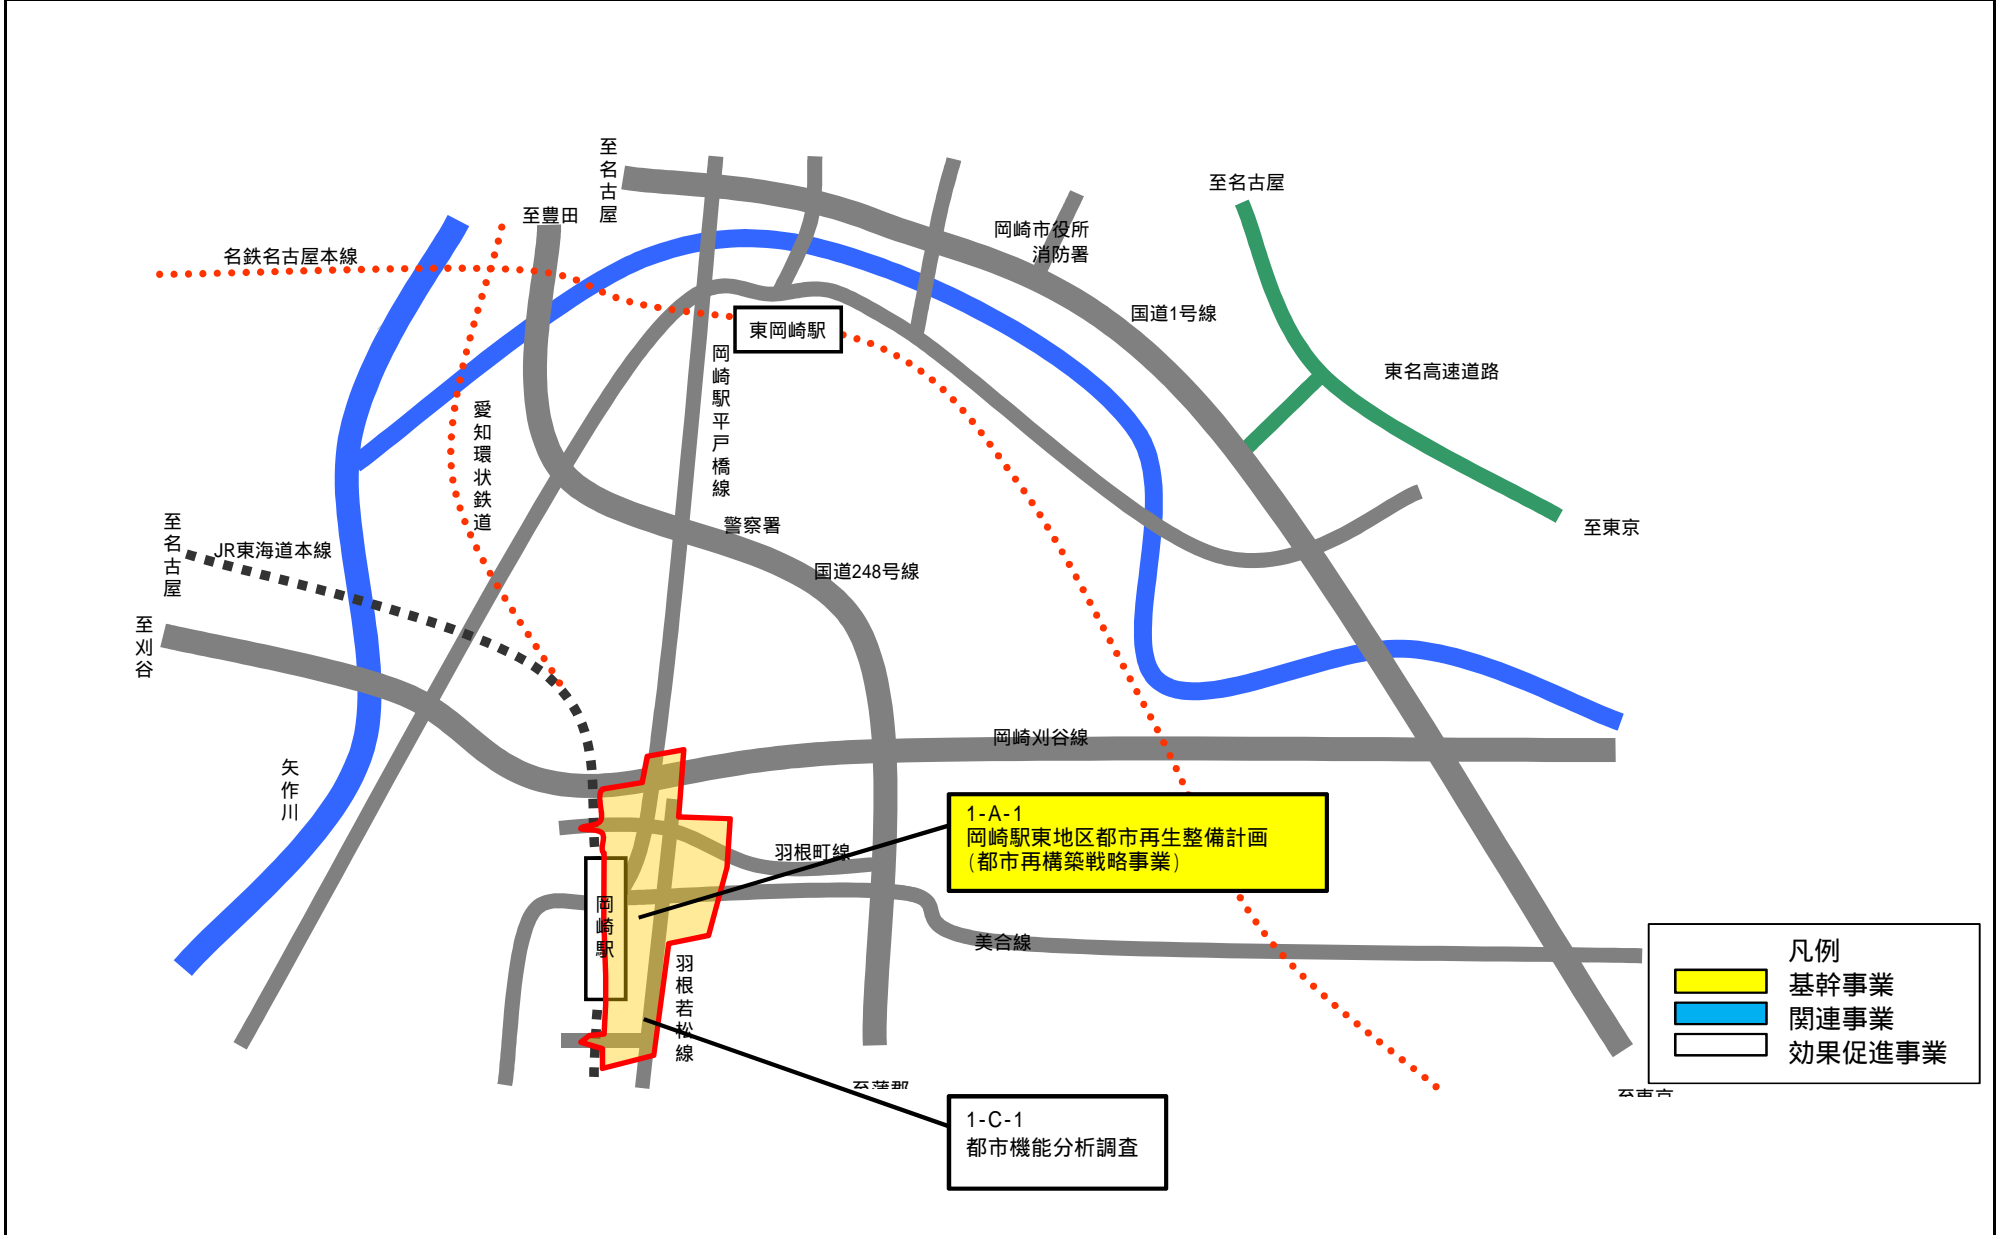 至名古屋
至豊田
名鉄名古屋本線
至名古屋
岡崎市役所
消防署
国道1号線
東岡崎駅
岡崎駅平戸橋線
東名高速道路
愛知環状鉄道
至名古屋
JR東海道本線
警察署
至東京
国道248号線
至刈谷
岡崎刈谷線
矢作川
1-A-1
岡崎駅東地区都市再生整備計画
(都市再構築戦略事業)
羽根町線
岡崎駅
美合線
羽根若松線
凡例
基幹事業
関連事業
効果促進事業
至蒲郡
至東京
1-C-1
都市機能分析調査